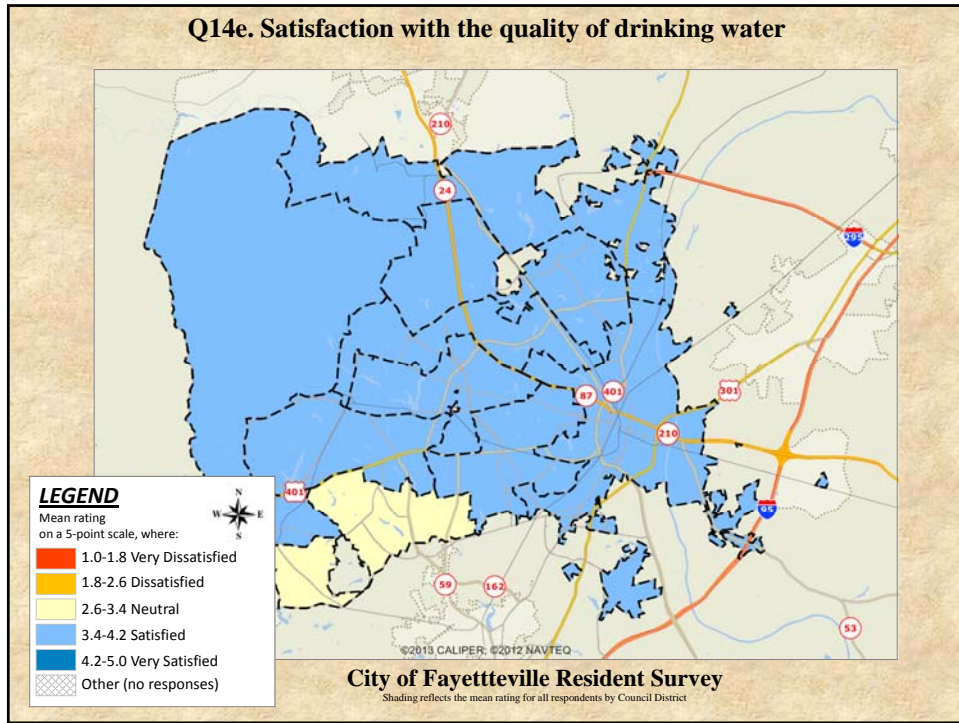 Q14e. Satisfaction with the quality of drinking water
210
24
295
87
401
301
210
401
95
59
162
53
LEGEND
Mean rating
on a 5-point scale, where:
N
W E
S
1.0-1.8 Very Dissatisfied
1.8-2.6 Dissatisfied
2.6-3.4 Neutral
3.4-4.2 Satisfied
4.2-5.0 Very Satisfied
Other (no responses)
©2013 CALIPER; ©2012 NAVTEQ
City of Fayettteville Resident Survey
Shading reflects the mean rating for all respondents by Council District